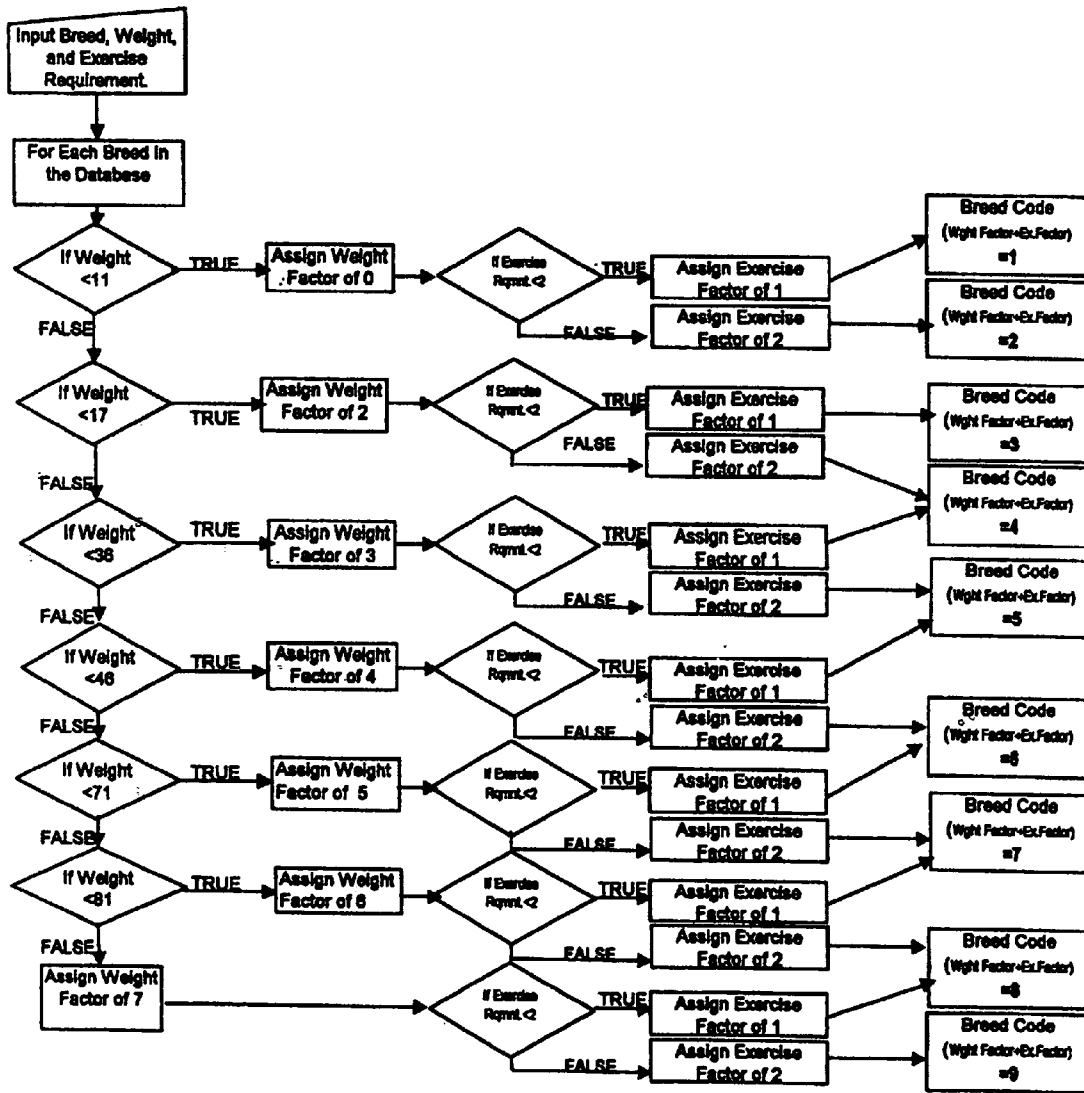 Input Breed, Weight,
and Exercise
Requirement.
For Each Breed in
the Database
If Weight
<11
TRUE
Assign Weight
Factor of 0
If Exercise
Rqmnt.<2
TRUE
Assign Exercise
Factor of 1
Breed Code
(Wght Factor+Ex.Factor)
=1
FALSE
FALSE
Assign Exercise
Factor of 2
Breed Code
(Wght Factor+Ex.Factor)
=2
If Weight
<17
TRUE
Assign Weight
Factor of 2
If Exercise
Rqmnt.<2
TRUE
Assign Exercise
Factor of 1
Breed Code
(Wght Factor+Ex.Factor)
=3
FALSE
FALSE
Assign Exercise
Factor of 2
Breed Code
(Wght Factor+Ex.Factor)
=4
If Weight
<36
TRUE
Assign Weight
Factor of 3
If Exercise
Rqmnt.<2
TRUE
Assign Exercise
Factor of 1
FALSE
FALSE
Assign Exercise
Factor of 2
Breed Code
(Wght Factor+Ex.Factor)
=5
If Weight
<46
TRUE
Assign Weight
Factor of 4
If Exercise
Rqmnt.<2
TRUE
Assign Exercise
Factor of 1
FALSE
FALSE
Assign Exercise
Factor of 2
Breed Code
(Wght Factor+Ex.Factor)
=6
If Weight
<71
TRUE
Assign Weight
Factor of 5
If Exercise
Rqmnt.<2
TRUE
Assign Exercise
Factor of 1
FALSE
FALSE
Assign Exercise
Factor of 2
Breed Code
(Wght Factor+Ex.Factor)
=7
If Weight
<81
TRUE
Assign Weight
Factor of 6
If Exercise
Rqmnt.<2
TRUE
Assign Exercise
Factor of 1
FALSE
FALSE
Assign Exercise
Factor of 2
Breed Code
(Wght Factor+Ex.Factor)
=8
Assign Weight
Factor of 7
If Exercise
Rqmnt.<2
TRUE
Assign Exercise
Factor of 1
FALSE
Assign Exercise
Factor of 2
Breed Code
(Wght Factor+Ex.Factor)
=9